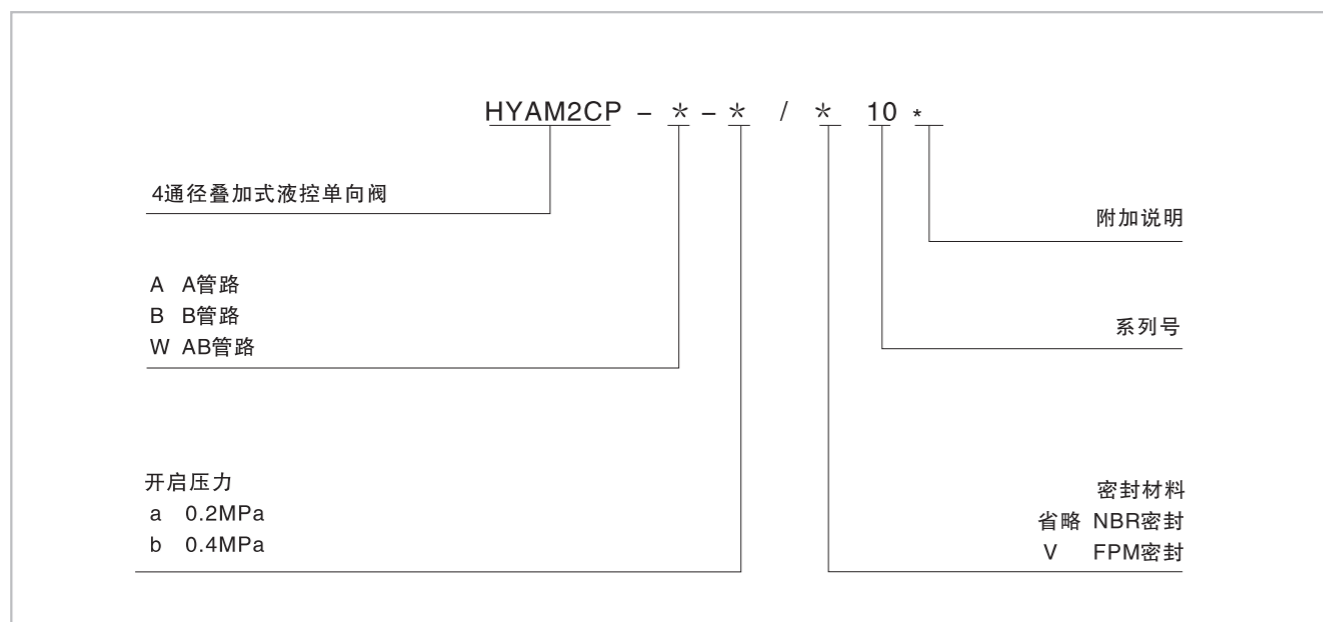 HYAM2CP - * - * / * 10 *
4通径叠加式液控单向阀
附加说明
A A管路
B B管路
W AB管路
系列号
开启压力
a 0.2MPa
b 0.4MPa
密封材料
省略 NBR密封
V FPM密封